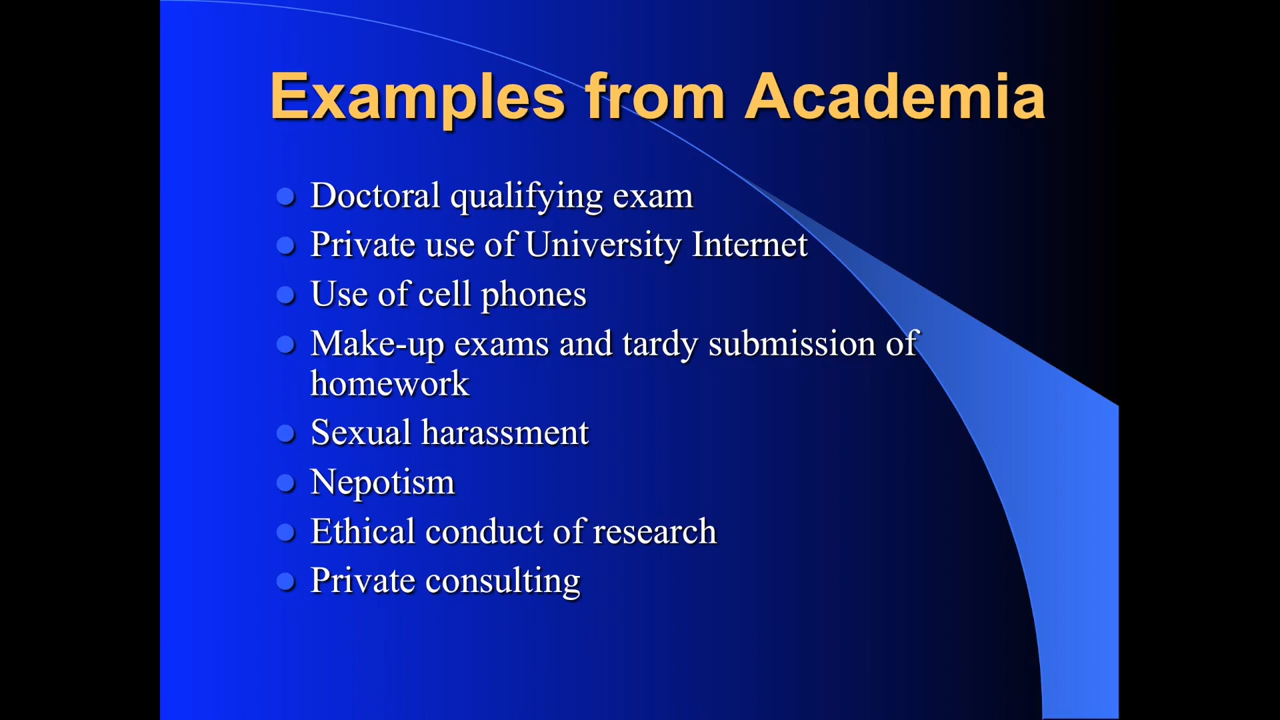 Examples from Academia
Doctoral qualifying exam
Private use of University Internet
Use of cell phones
Make-up exams and tardy submission of
homework
Sexual harassment
Nepotism
Ethical conduct of research
Private consulting